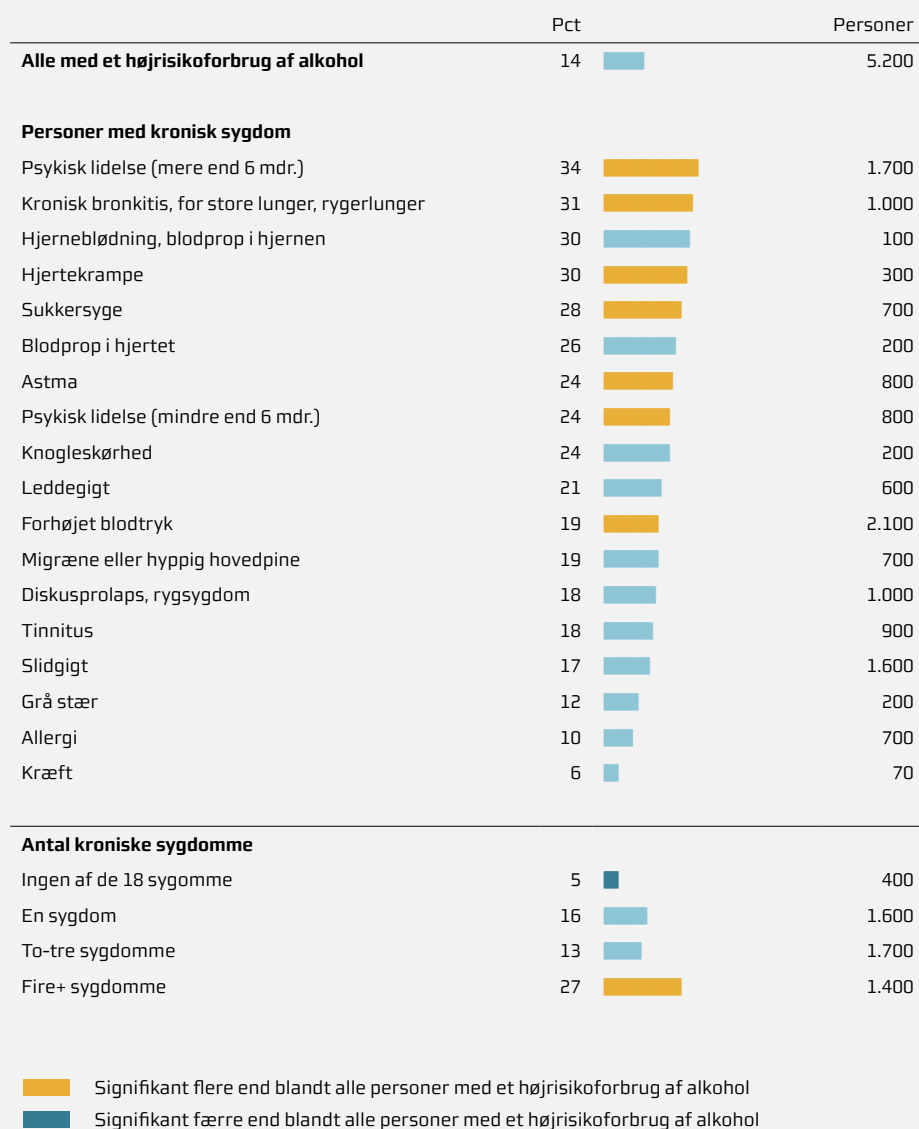 Pct Personer
Alle med et højrisikoforbrug af alkohol 14 5.200
Personer med kronisk sygdom
Psykisk lidelse (mere end 6 mdr.) 34 1.700
Kronisk bronkitis, for store lunger, rygerlunger 31 1.000
Hjerneblødning, blodprop i hjernen 30 100
Hjertekrampe 30 300
Sukkersyge 28 700
Blodprop i hjertet 26 200
Astma 24 800
Psykisk lidelse (mindre end 6 mdr.) 24 800
Knogleskørhed 24 200
Leddegigt 21 600
Forhøjet blodtryk 19 2.100
Migræne eller hyppig hovedpine 19 700
Diskusprolaps, rygsygdom 18 1.000
Tinnitus 18 900
Slidgigt 17 1.600
Grå stær 12 200
Allergi 10 700
Kræft 6 70
Antal kroniske sygdomme
Ingen af de 18 sygomme 5 400
En sygdom 16 1.600
To-tre sygdomme 13 1.700
Fire+ sygdomme 27 1.400
Signifikant flere end blandt alle personer med et højrisikoforbrug af alkohol
Signifikant færre end blandt alle personer med et højrisikoforbrug af alkohol